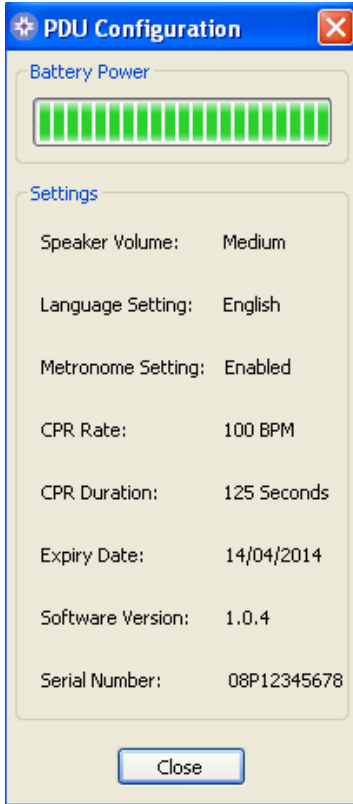 PDU Configuration
Battery Power
Settings
Speaker Volume: Medium
Language Setting: English
Metronome Setting: Enabled
CPR Rate: 100 BPM
CPR Duration: 125 Seconds
Expiry Date: 14/04/2014
Software Version: 1.0.4
Serial Number: 08P12345678
Close